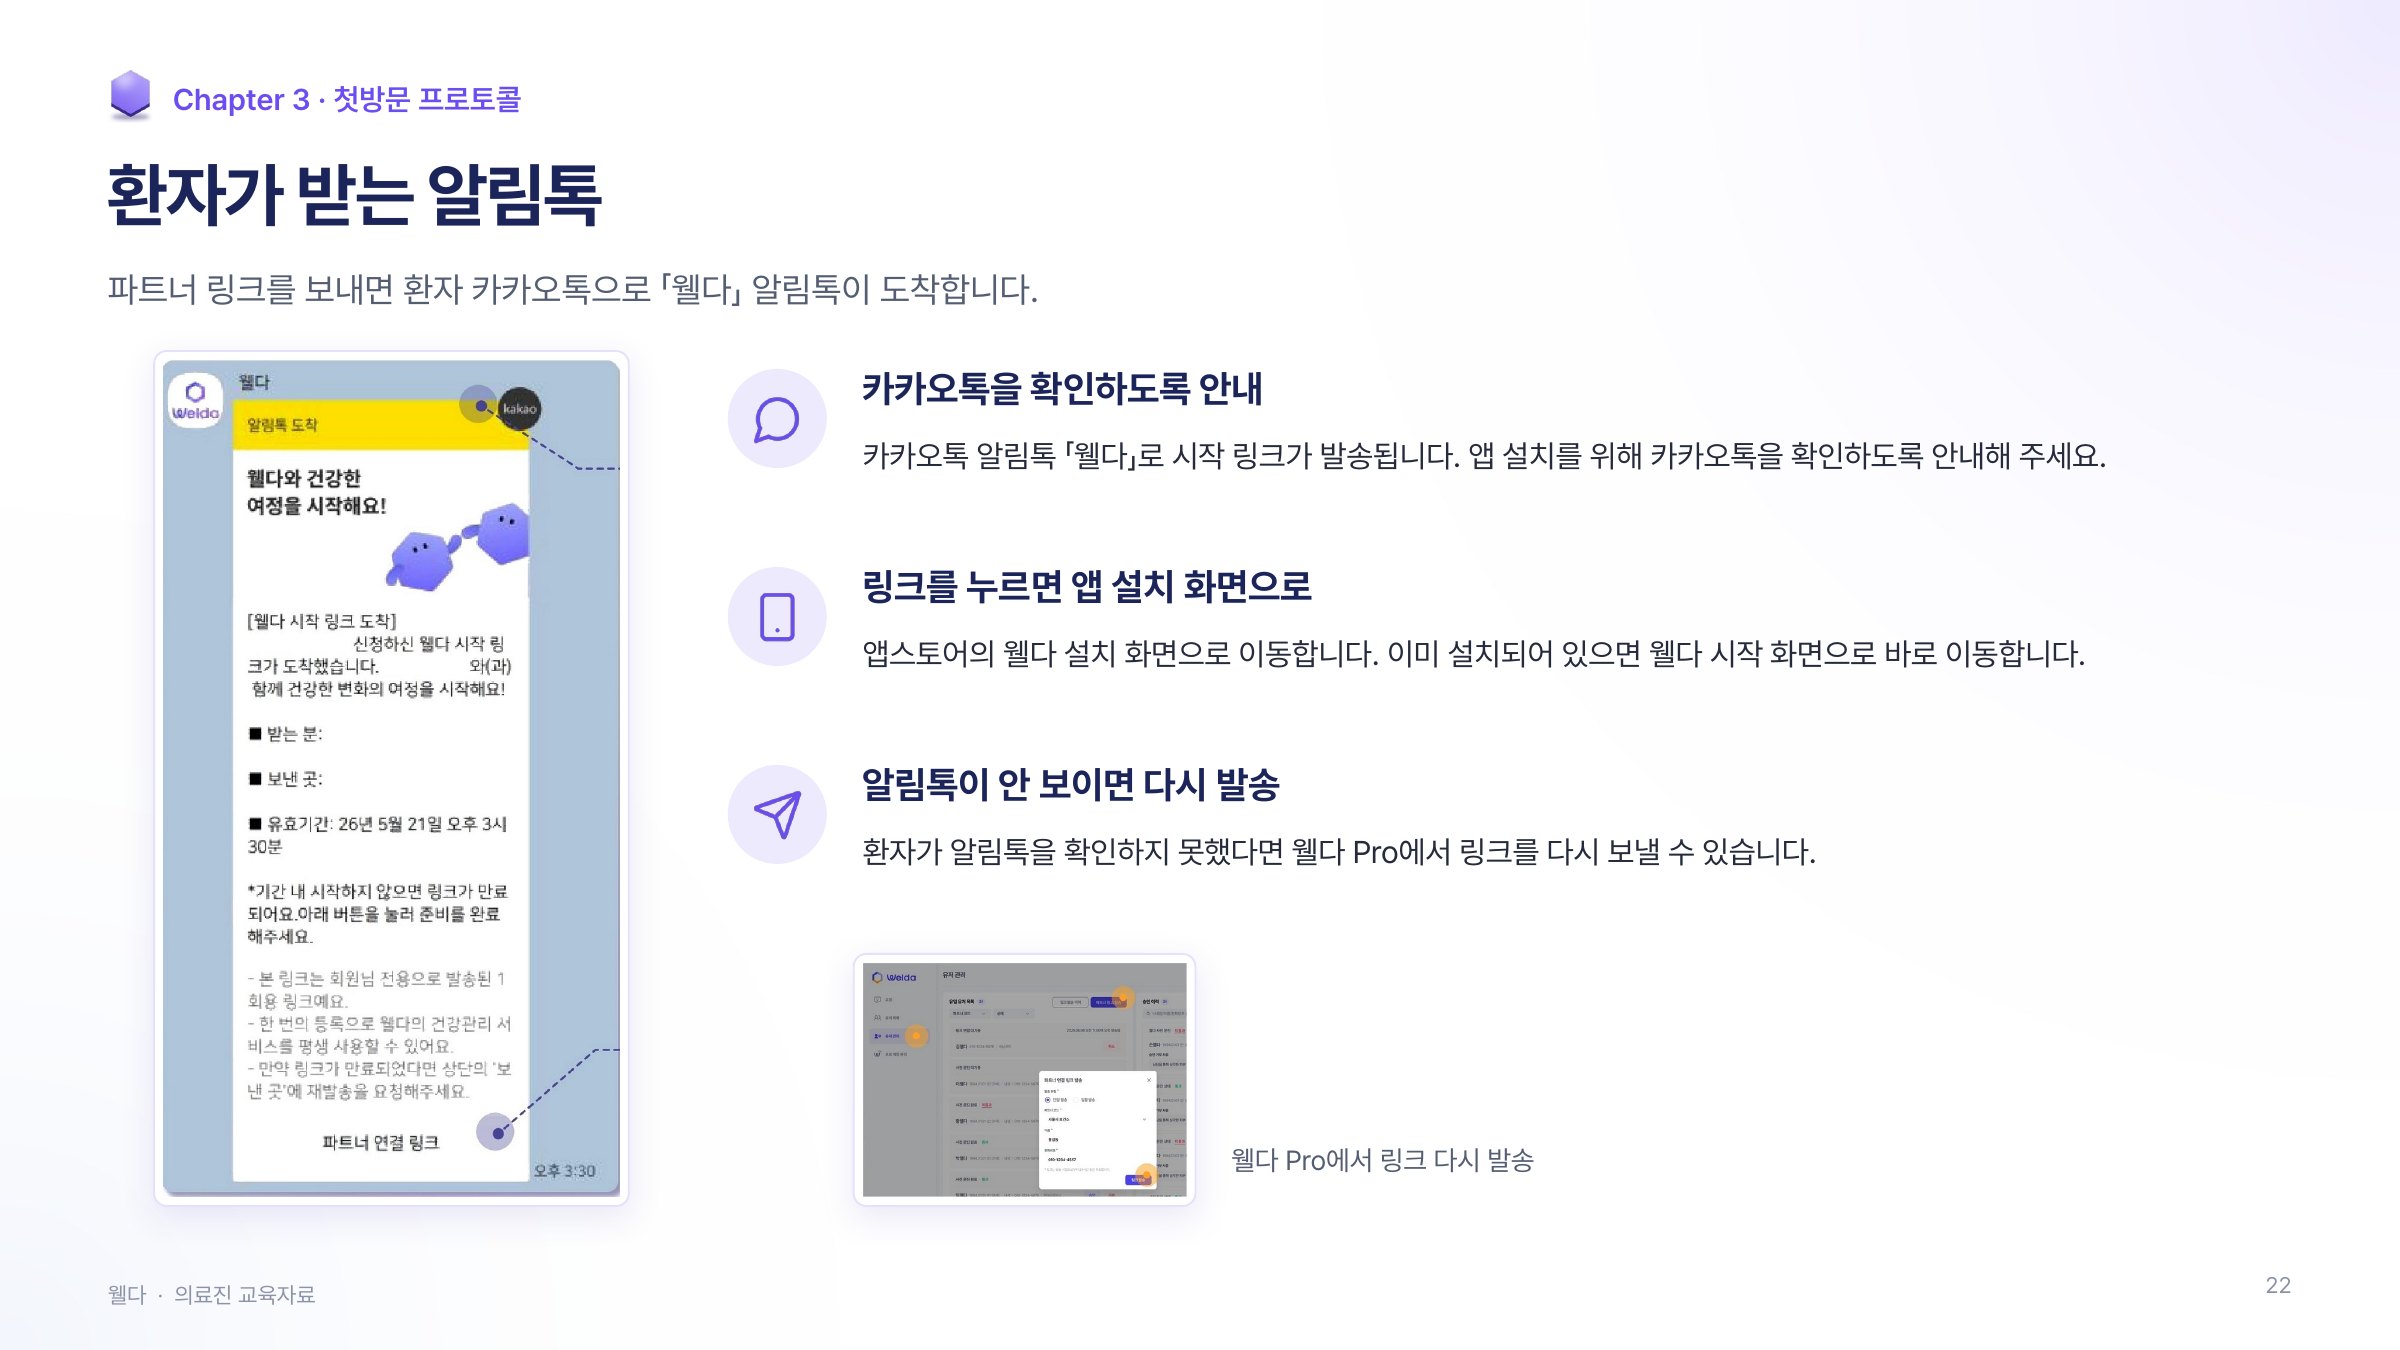 Chapter 3 · 첫방문 프로토콜
환자가 받는 알림톡
파트너 링크를 보내면 환자 카카오톡으로 「웰다」 알림톡이 도착합니다.
웰다
Welda
kakao
알림톡 도착
웰다와 건강한
여정을 시작해요!
[웰다 시작 링크 도착]
신청하신 웰다 시작 링
크가 도착했습니다. 와(과)
함께 건강한 변화의 여정을 시작해요!
■ 받는 분:
■ 보낸 곳:
■ 유효기간: 26년 5월 21일 오후 3시
30분
*기간 내 시작하지 않으면 링크가 만료
되어요.아래 버튼을 눌러 준비를 완료
해주세요.
- 본 링크는 회원님 전용으로 발송된 1
회용 링크예요.
- 한 번의 등록으로 웰다의 건강관리 서
비스를 평생 사용할 수 있어요.
- 만약 링크가 만료되었다면 상단의 '보
낸 곳'에 재발송을 요청해주세요.
파트너 연결 링크
오후 3:30
카카오톡을 확인하도록 안내
카카오톡 알림톡 「웰다」로 시작 링크가 발송됩니다. 앱 설치를 위해 카카오톡을 확인하도록 안내해 주세요.
링크를 누르면 앱 설치 화면으로
앱스토어의 웰다 설치 화면으로 이동합니다. 이미 설치되어 있으면 웰다 시작 화면으로 바로 이동합니다.
알림톡이 안 보이면 다시 발송
환자가 알림톡을 확인하지 못했다면 웰다 Pro에서 링크를 다시 보낼 수 있습니다.
Welda
유저 관리
파트너 연결 링크 발송
웰다 Pro에서 링크 다시 발송
웰다 · 의료진 교육자료
22